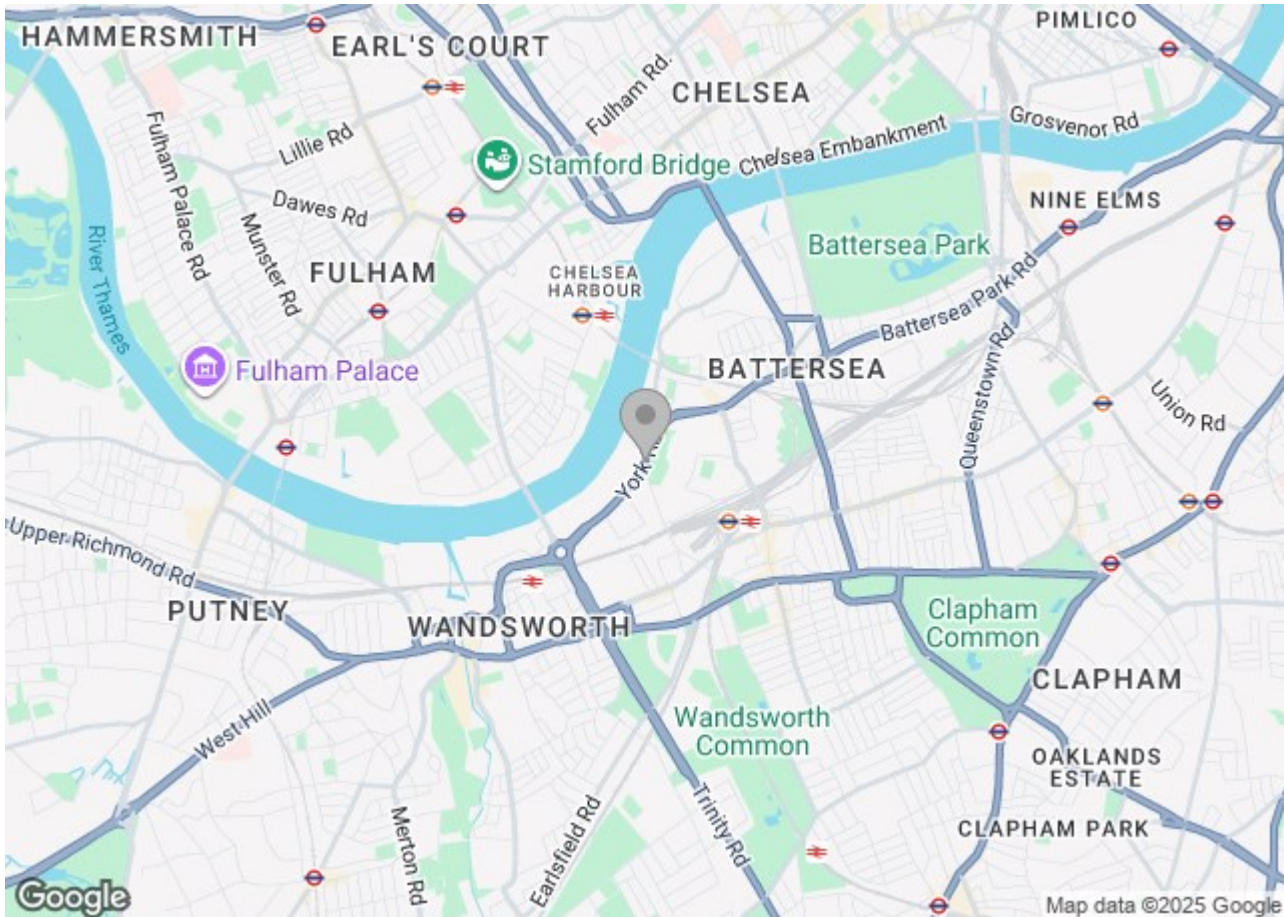 PIMLICO
HAMMERSMITH
EARL'S COURT
CHELSEA
Fulham Rd.
Grosvenor Rd
Lillie Rd
Chelsea Embankment
Fulham Palace Rd
Stamford Bridge
Dawes Rd
NINE ELMS
Munster Rd
River Thames
Battersea Park
FULHAM
CHELSEA
HARBOUR
Battersea Park Rd
Fulham Palace
BATTERSEA
Queenstown Rd
Union Rd
York Rd
Upper Richmond Rd
PUTNEY
WANDSWORTH
Clapham
Common
CLAPHAM
West Hill
Wandsworth
Common
OAKLANDS
ESTATE
Trinity Rd
Merton Rd
Earlsfield Rd
CLAPHAM PARK
Google
Map data ©2025 Google